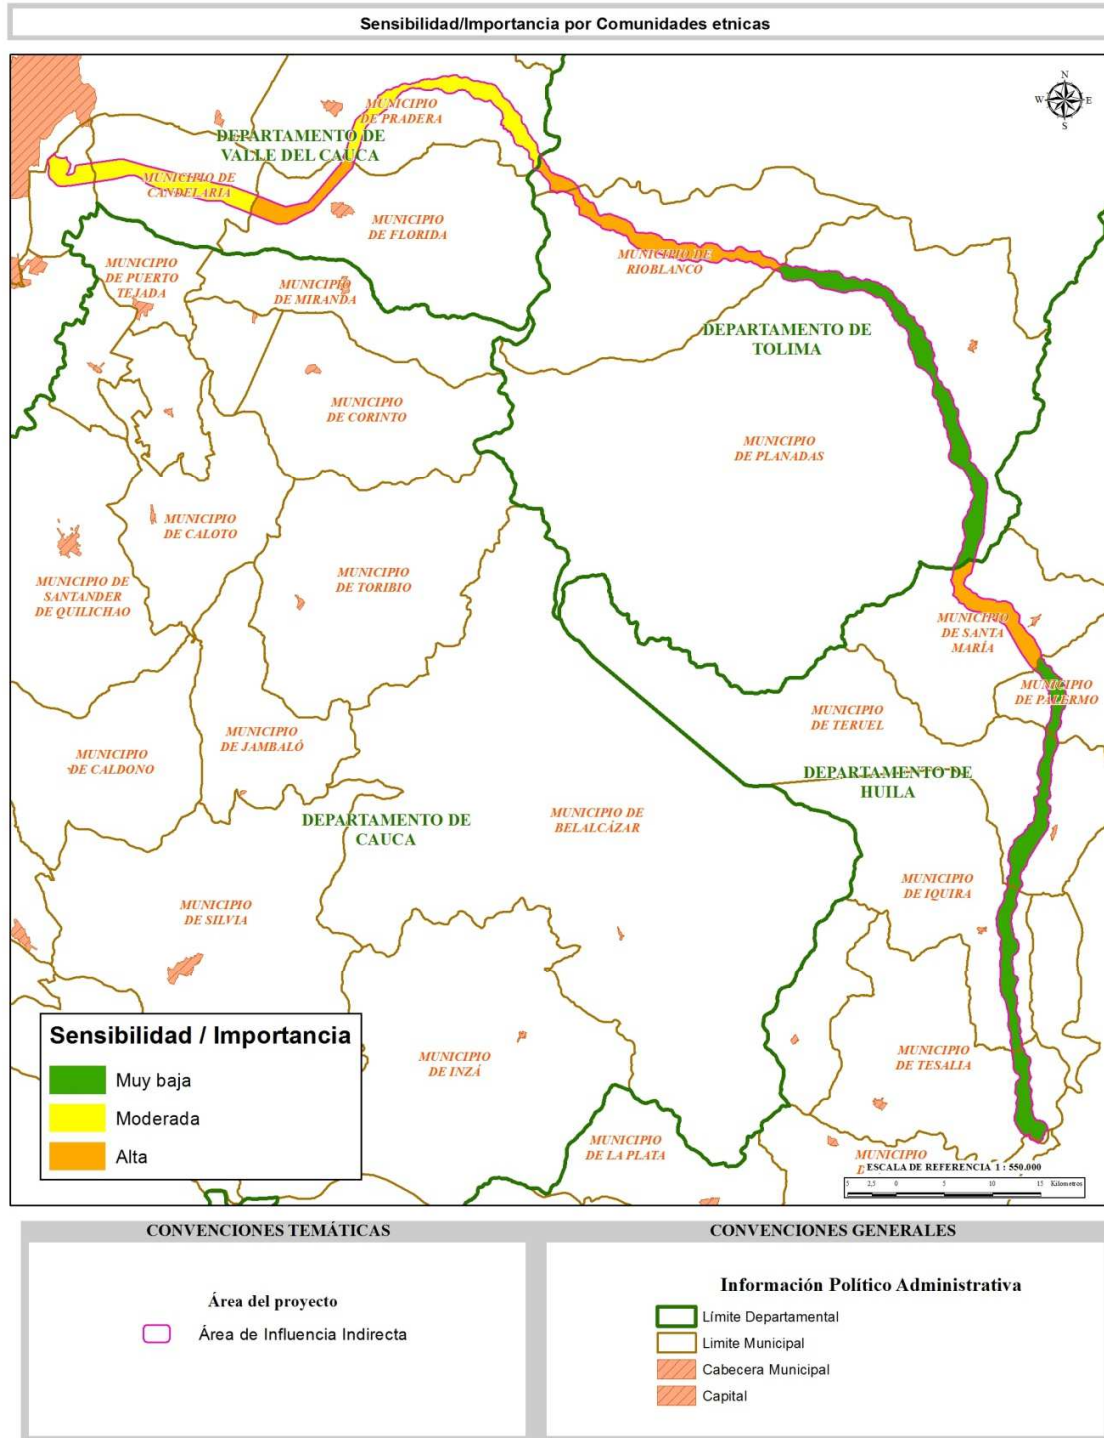 Sensibilidad/Importancia por Comunidades etnicas
N
W
E
S
MUNICIPIO
DE PRADERA
DEPARTAMENTO DE
VALLE DEL CAUCA
MUNICIPIO DE
CANDELARIA
MUNICIPIO
DE FLORIDA
MUNICIPIO DE
RIOBLANCO
MUNICIPIO
DE PUERTO
TEJADA
MUNICIPIO
DE MIRANDA
DEPARTAMENTO DE
TOLIMA
MUNICIPIO
DE CORINTO
MUNICIPIO
DE PLANADAS
MUNICIPIO
DE CALOTO
MUNICIPIO DE
SANTANDER
DE QUILICHAO
MUNICIPIO
DE TORIBIO
MUNICIPIO
DE SANTA
MARÍA
MUNICIPIO
DE PALERMO
MUNICIPIO
DE TERUEL
MUNICIPIO
DE JAMBALÓ
MUNICIPIO
DE CALDONO
DEPARTAMENTO DE
HUILA
DEPARTAMENTO DE
CAUCA
MUNICIPIO DE
BELALCÁZAR
MUNICIPIO
DE IQUIRA
MUNICIPIO
DE SILVIA
MUNICIPIO
DE INZÁ
MUNICIPIO
DE TESALIA
MUNICIPIO
DE LA PLATA
MUNICIPIO
Sensibilidad / Importancia
Muy baja
Moderada
Alta
ESCALA DE REFERENCIA 1 : 550.000
5 2,5 0 5 10 15 Kilometros
CONVENCIONES TEMÁTICAS
Área del proyecto
Área de Influencia Indirecta
CONVENCIONES GENERALES
Información Político Administrativa
Límite Departamental
Limite Municipal
Cabecera Municipal
Capital